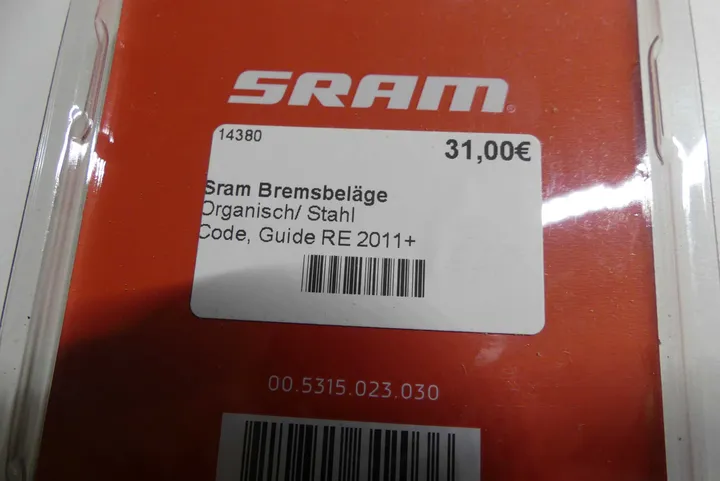 SRAM
14380
31,00€
Sram Bremsbeläge
Organisch/ Stahl
Code, Guide RE 2011+
00.5315.023.030